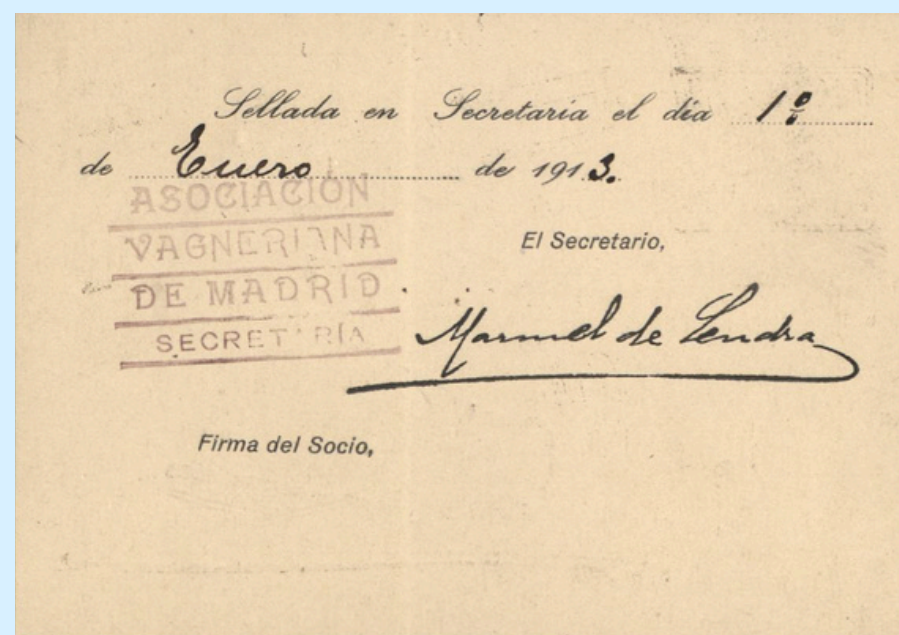 Sellada en Secretaría el día 1º
de Enero de 1913.
ASOCIACIÓN
VAGNERIANA
DE MADRID
SECRETARÍA
El Secretario,
Manuel de Cendra
Firma del Socio,